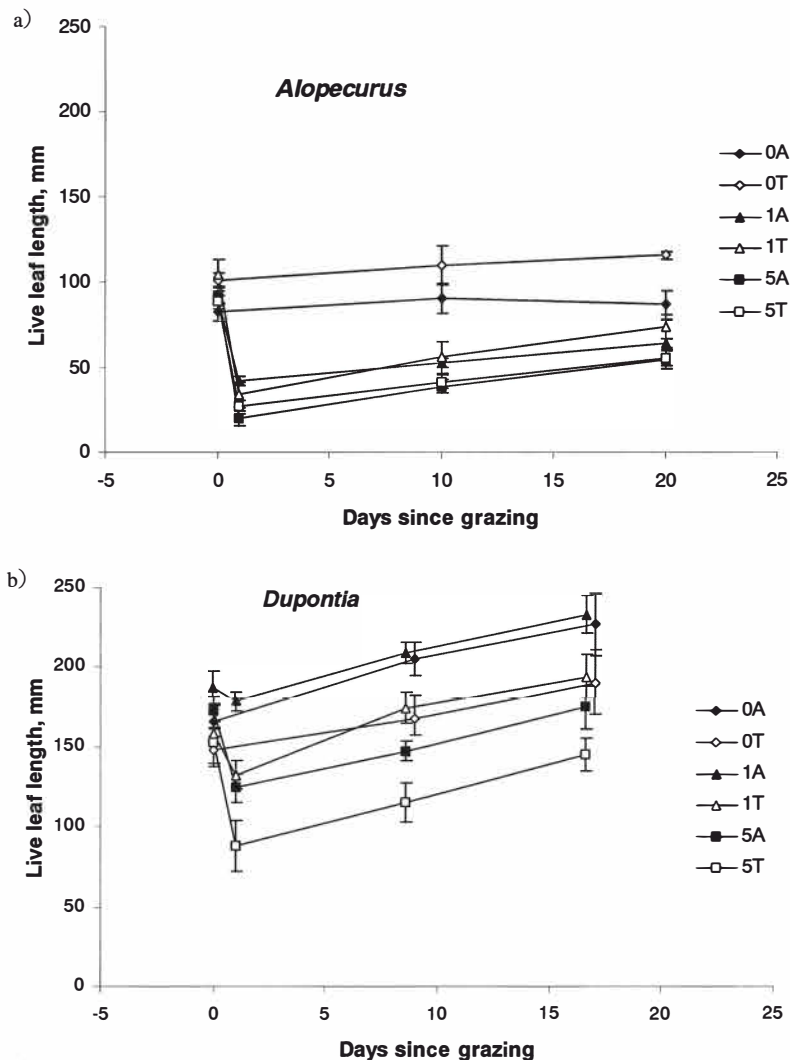 a)
250
200
150
100
50
0
Live leaf length, mm
Alopecurus
0A
0T
1A
1T
5A
5T
-5 0 5 10 15 20 25
Days since grazing
b)
250
200
150
100
50
0
Live leaf length, mm
Dupontia
0A
0T
1A
1T
5A
5T
-5 0 5 10 15 20 25
Days since grazing